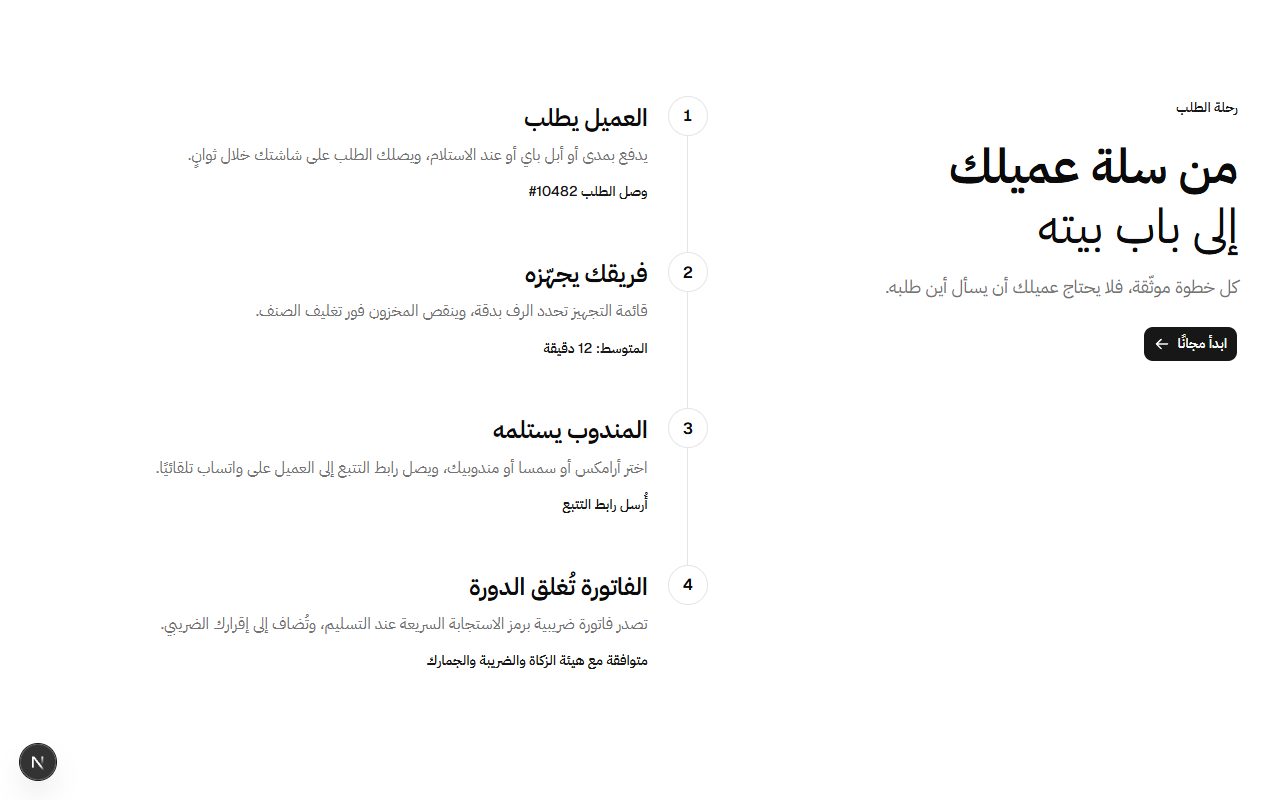 رحلة الطلب
من سلة عميلك
إلى باب بيته
كل خطوة موثّقة، فلا يحتاج عميلك أن يسأل أين طلبه.
ابدأ مجانًا ←
1
العميل يطلب
يدفع بمدى أو أبل باي أو عند الاستلام، ويصلك الطلب على شاشتك خلال ثوانٍ.
وصل الطلب 10482#
2
فريقك يجهّزه
قائمة التجهيز تحدد الرف بدقة، وينقص المخزون فور تغليف الصنف.
المتوسط: 12 دقيقة
3
المندوب يستلمه
اختر أرامكس أو سمسا أو مندوبيك، ويصل رابط التتبع إلى العميل على واتساب تلقائيًا.
أُرسل رابط التتبع
4
الفاتورة تُغلق الدورة
تصدر فاتورة ضريبية برمز الاستجابة السريعة عند التسليم، وتُضاف إلى إقرارك الضريبي.
متوافقة مع هيئة الزكاة والضريبة والجمارك
N